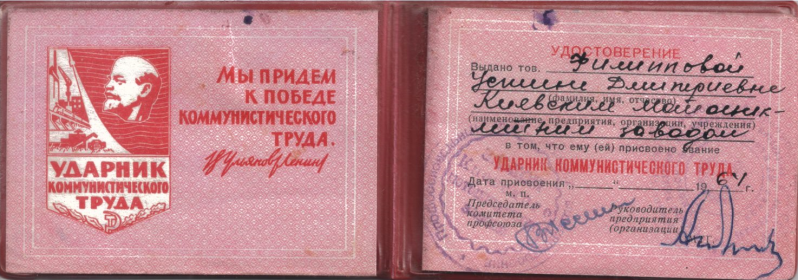 УДАРНИК
КОММУНИСТИЧЕСКОГО
ТРУДА
МЫ ПРИДЕМ
К ПОБЕДЕ
КОММУНИСТИЧЕСКОГО
ТРУДА.
В. Ульянов (Ленин)
УДОСТОВЕРЕНИЕ
Выдано тов. Филипповой
Дмитриевне
(фамилия, имя, отчество)
Киевский
(наименование предприятия, организации, учреждения)
заводом
в том, что ему (ей) присвоено звание
УДАРНИК КОММУНИСТИЧЕСКОГО ТРУДА
Дата присвоения „ “ 1964 г.
м. п.
Председатель
комитета
профсоюза
Руководитель
предприятия
(организации)